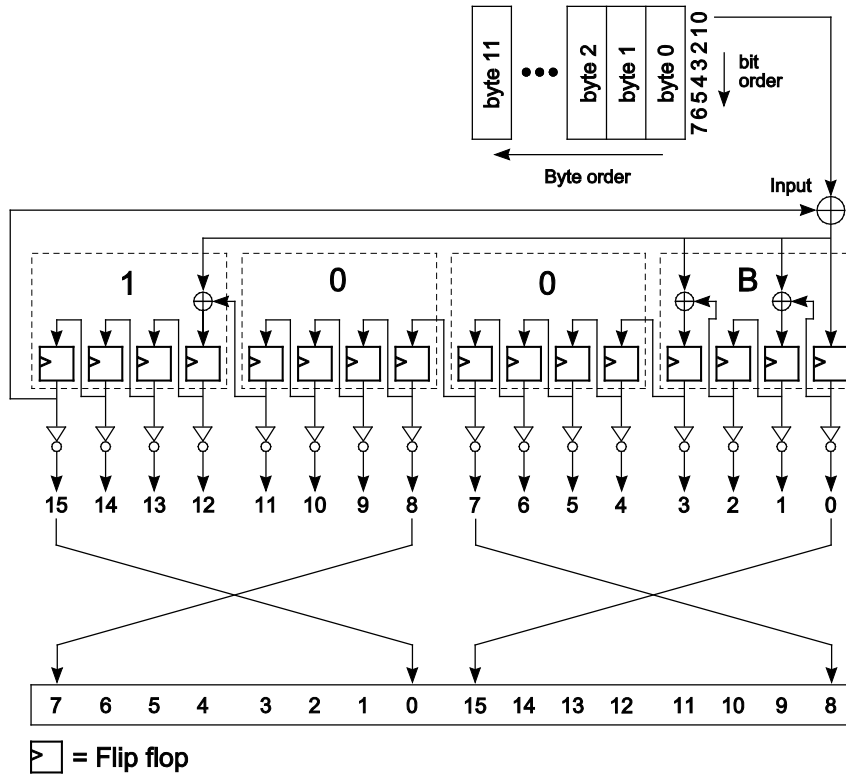 byte 11
byte 2
byte 1
byte 0
76543210
bit
order
Byte order
Input
1 0 0 B
15 14 13 12 11 10 9 8 7 6 5 4 3 2 1 0
7 6 5 4 3 2 1 0 15 14 13 12 11 10 9 8
= Flip flop